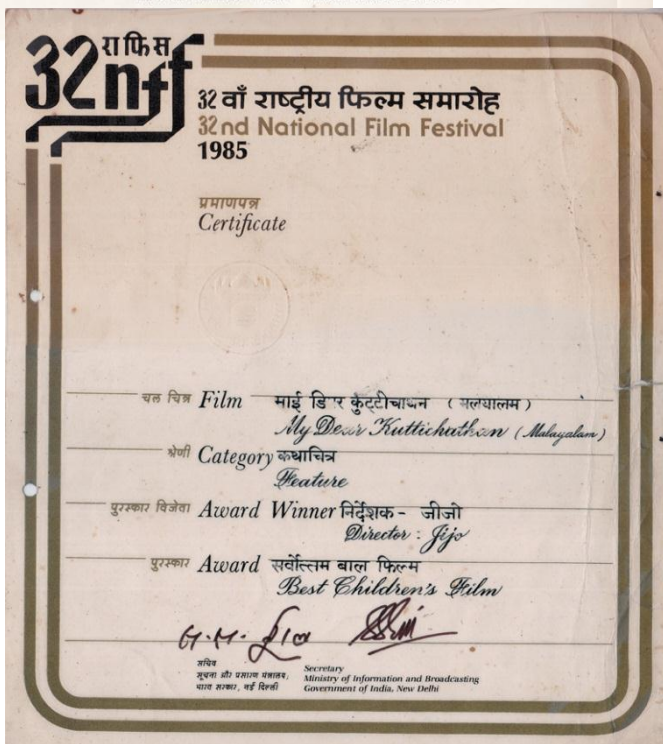 राफिस
32nff
32 वाँ राष्ट्रीय फिल्म समारोह
32nd National Film Festival
1985
प्रमाणपत्र
Certificate
चल चित्र Film माई डिअर कुट्टीचाथन ( मलयालम )
My Dear Kuttichathan (Malayalam)
श्रेणी Category कथाचित्र
Feature
पुरस्कार विजेता Award Winner निर्देशक - जीजो
Director : Jijo
पुरस्कार Award सर्वोत्तम बाल फिल्म
Best Children's Film
सचिव
सूचना और प्रसारण मंत्रालय,
भारत सरकार, नई दिल्ली
Secretary
Ministry of Information and Broadcasting
Government of India, New Delhi